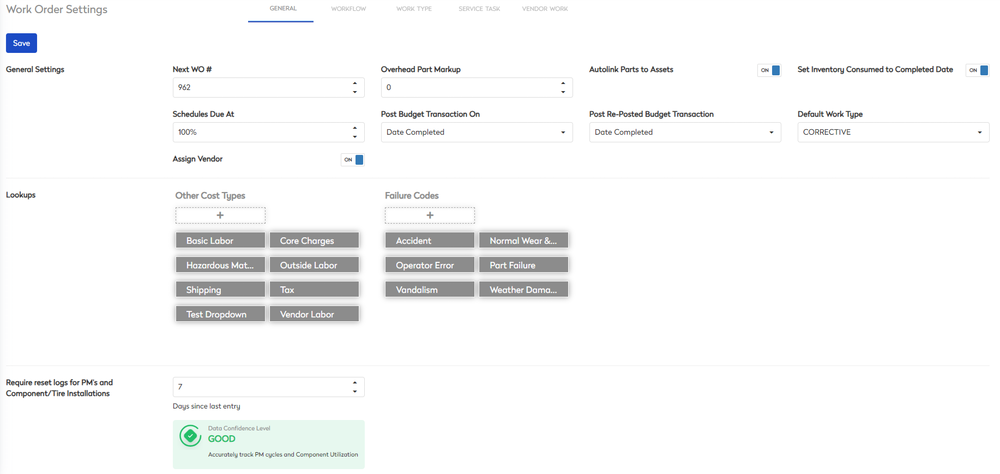 Work Order Settings
GENERAL WORKFLOW WORK TYPE SERVICE TASK VENDOR WORK
Save
General Settings
Next WO # Overhead Part Markup Autolink Parts to Assets ON Set Inventory Consumed to Completed Date ON
962 0
Schedules Due At Post Budget Transaction On Post Re-Posted Budget Transaction Default Work Type
100% Date Completed Date Completed CORRECTIVE
Assign Vendor ON
Lookups
Other Cost Types Failure Codes
+ +
Basic Labor Core Charges Accident Normal Wear &...
Hazardous Mat... Outside Labor Operator Error Part Failure
Shipping Tax Vandalism Weather Dama...
Test Dropdown Vendor Labor
Require reset logs for PM's and
Component/Tire Installations
7
Days since last entry
Data Confidence Level
GOOD
Accurately track PM cycles and Component Utilization